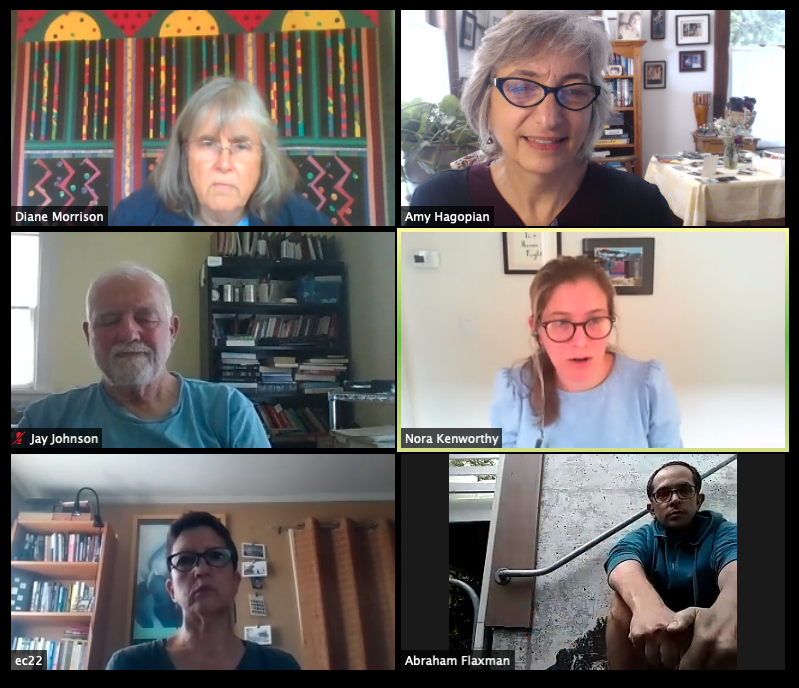 Diane Morrison
Amy Hagopian
Jay Johnson
Nora Kenworthy
ec22
Abraham Flaxman